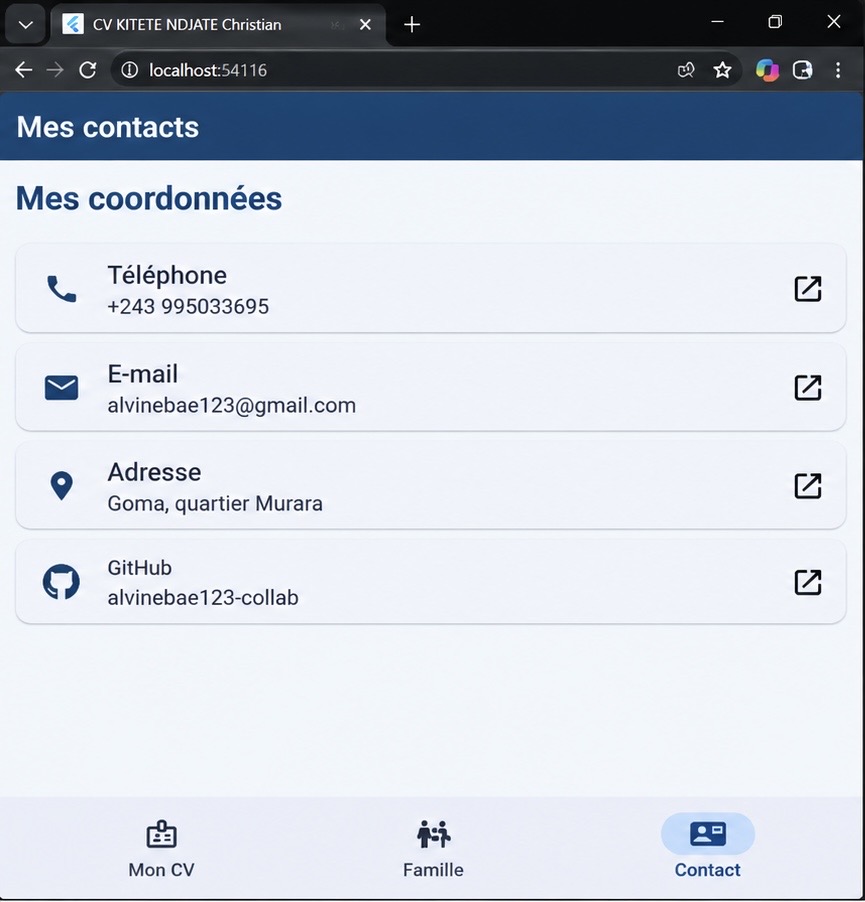 CV KITETE NDJATE Christian
localhost:54116
Mes contacts
Mes coordonnées
Téléphone
+243 995033695
E-mail
alvinebae123@gmail.com
Adresse
Goma, quartier Murara
GitHub
alvinebae123-collab
Mon CV
Famille
Contact